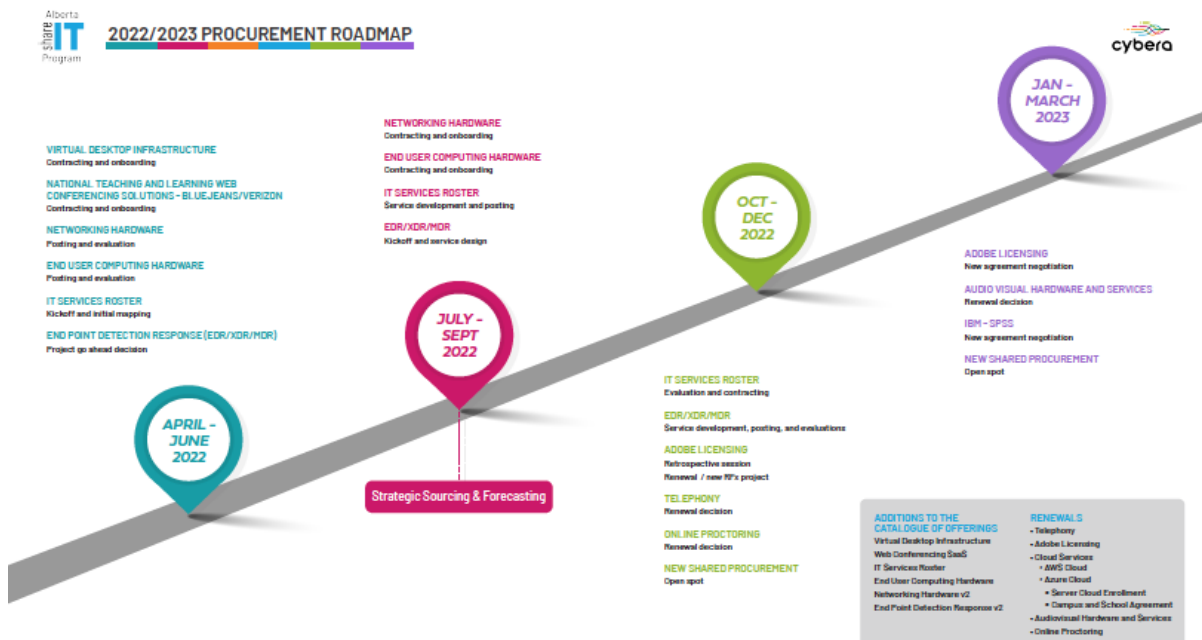 Alberta
share
IT
Program
2022/2023 PROCUREMENT ROADMAP
cybera
VIRTUAL DESKTOP INFRASTRUCTURE
Contracting and onboarding
NATIONAL TEACHING AND LEARNING WEB
CONFERENCING SOLUTIONS - BLUEJEANS/VERIZON
Contracting and onboarding
NETWORKING HARDWARE
Posting and evaluation
END USER COMPUTING HARDWARE
Posting and evaluation
IT SERVICES ROSTER
Kickoff and initial mapping
END POINT DETECTION RESPONSE (EDR/XDR/MDR)
Project go ahead decision
APRIL -
JUNE
2022
NETWORKING HARDWARE
Contracting and onboarding
END USER COMPUTING HARDWARE
Contracting and onboarding
IT SERVICES ROSTER
Service development and posting
EDR/XDR/MDR
Kickoff and service design
JULY -
SEPT
2022
Strategic Sourcing & Forecasting
OCT -
DEC
2022
IT SERVICES ROSTER
Evaluation and contracting
EDR/XDR/MDR
Service development, posting, and evaluations
ADOBE LICENSING
Retrospective session
Renewal / new RFx project
TELEPHONY
Renewal decision
ONLINE PROCTORING
Renewal decision
NEW SHARED PROCUREMENT
Open spot
JAN -
MARCH
2023
ADOBE LICENSING
New agreement negotiation
AUDIO VISUAL HARDWARE AND SERVICES
Renewal decision
IBM - SPSS
New agreement negotiation
NEW SHARED PROCUREMENT
Open spot
ADDITIONS TO THE
CATALOGUE OF OFFERINGS
Virtual Desktop Infrastructure
Web Conferencing SaaS
IT Services Roster
End User Computing Hardware
Networking Hardware v2
End Point Detection Response v2
RENEWALS
• Telephony
• Adobe Licensing
• Cloud Services
• AWS Cloud
• Azure Cloud
▪ Server Cloud Enrollment
▪ Campus and School Agreement
• Audiovisual Hardware and Services
• Online Proctoring